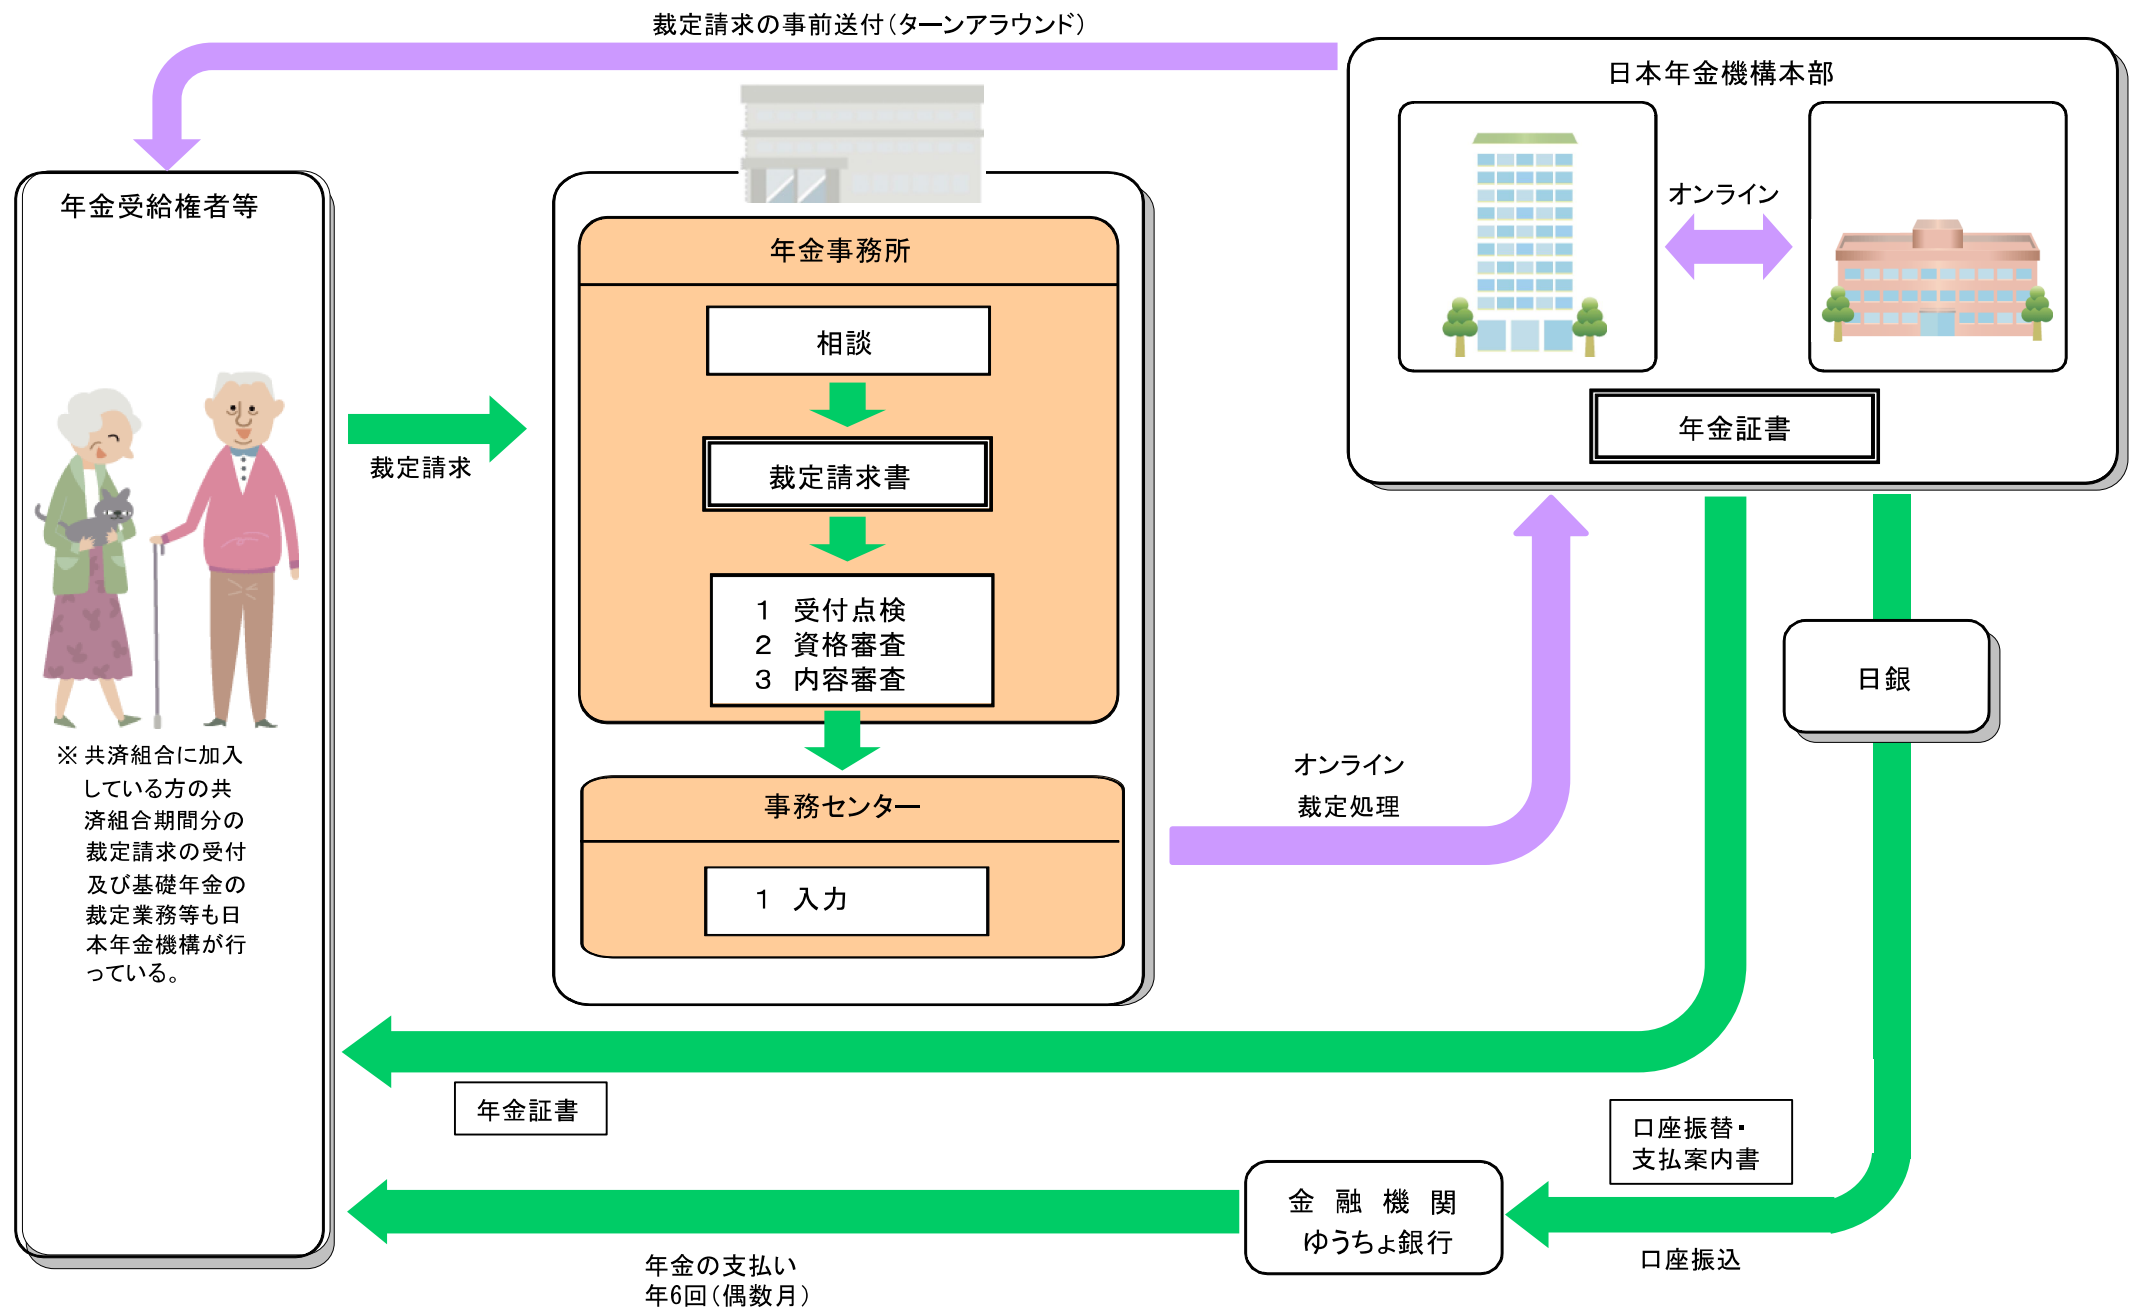 裁定請求の事前送付（ターンアラウンド）
日本年金機構本部
オンライン
年金証書
年金受給権者等
※ 共済組合に加入
している方の共
済組合期間分の
裁定請求の受付
及び基礎年金の
裁定業務等も日
本年金機構が行
っている。
裁定請求
年金事務所
相談
裁定請求書
1 受付点検
2 資格審査
3 内容審査
事務センター
1 入力
オンライン
裁定処理
日銀
年金証書
口座振替・
支払案内書
口座振込
金融機関
ゆうちょ銀行
年金の支払い
年6回（偶数月）